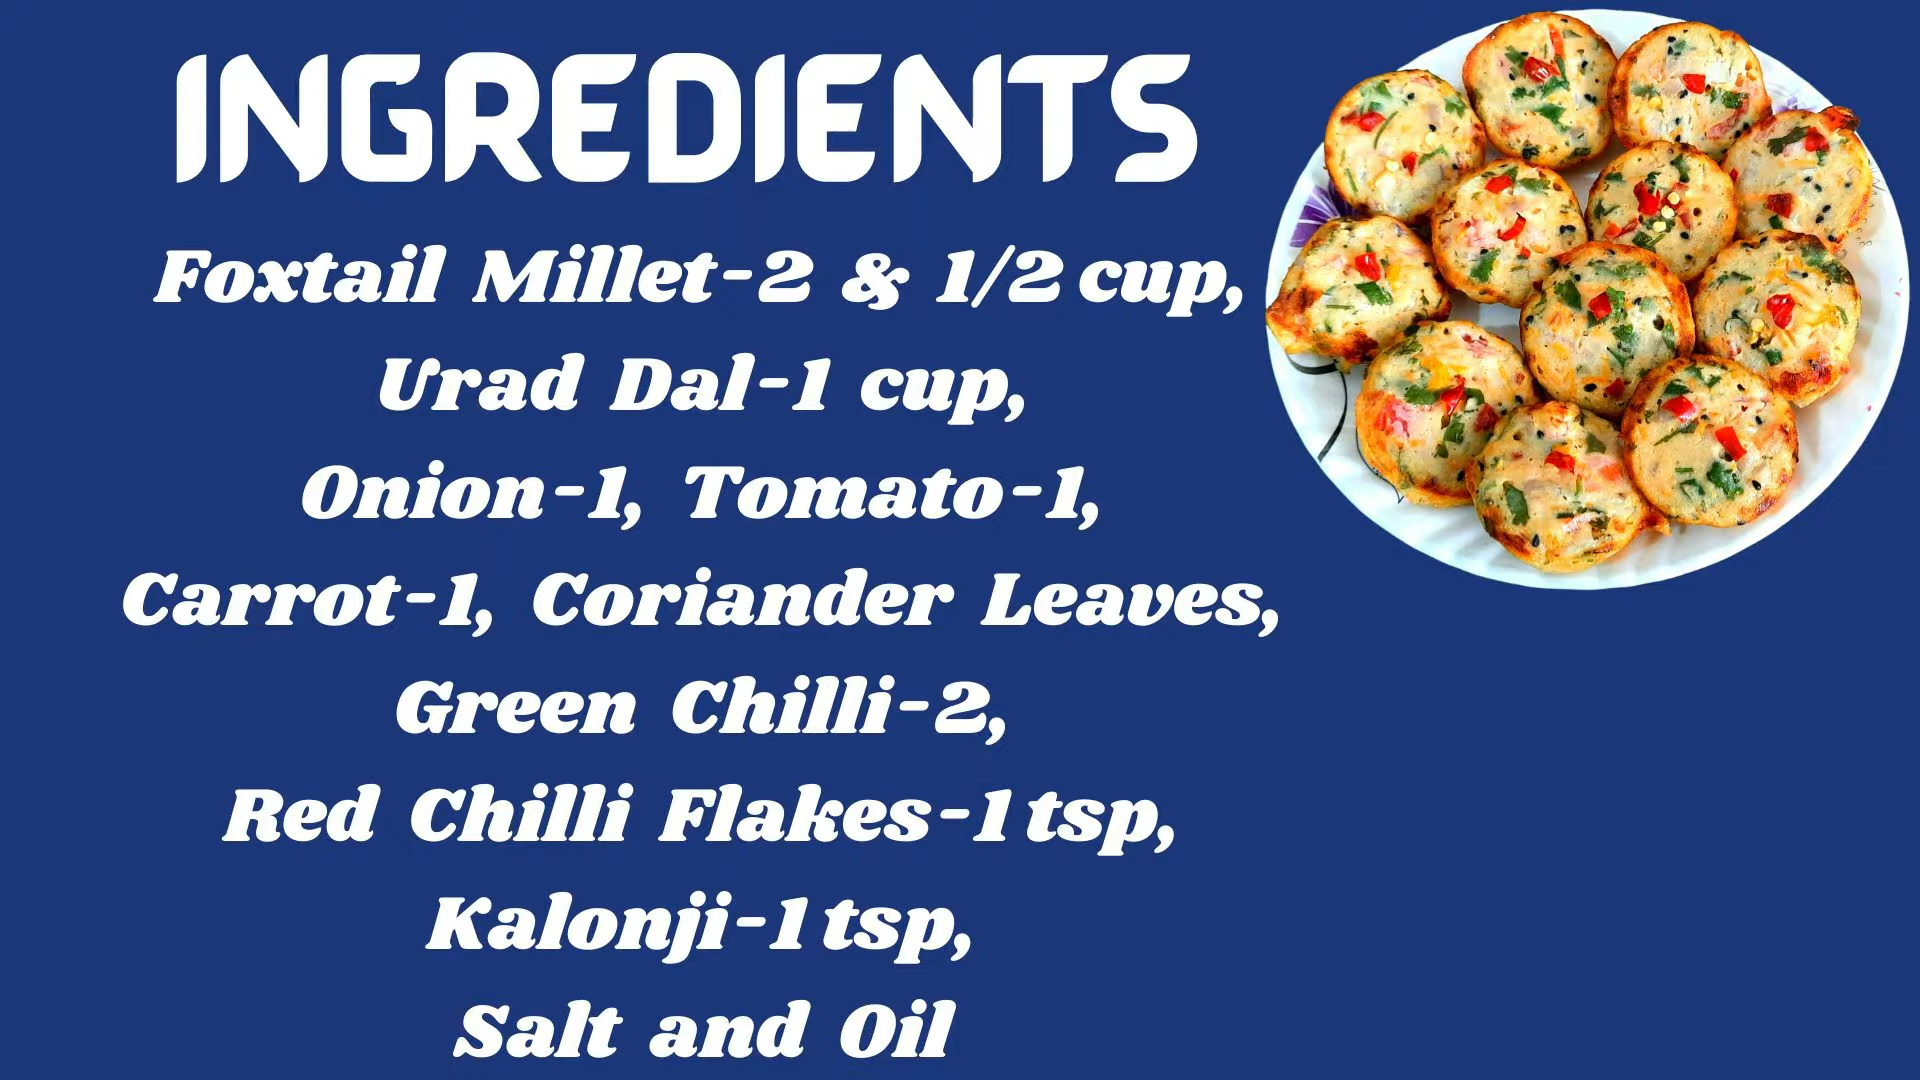 INGREDIENTS
Foxtail Millet-2 & 1/2 cup,
Urad Dal-1 cup,
Onion-1, Tomato-1,
Carrot-1, Coriander Leaves,
Green Chilli-2,
Red Chilli Flakes-1 tsp,
Kalonji-1 tsp,
Salt and Oil